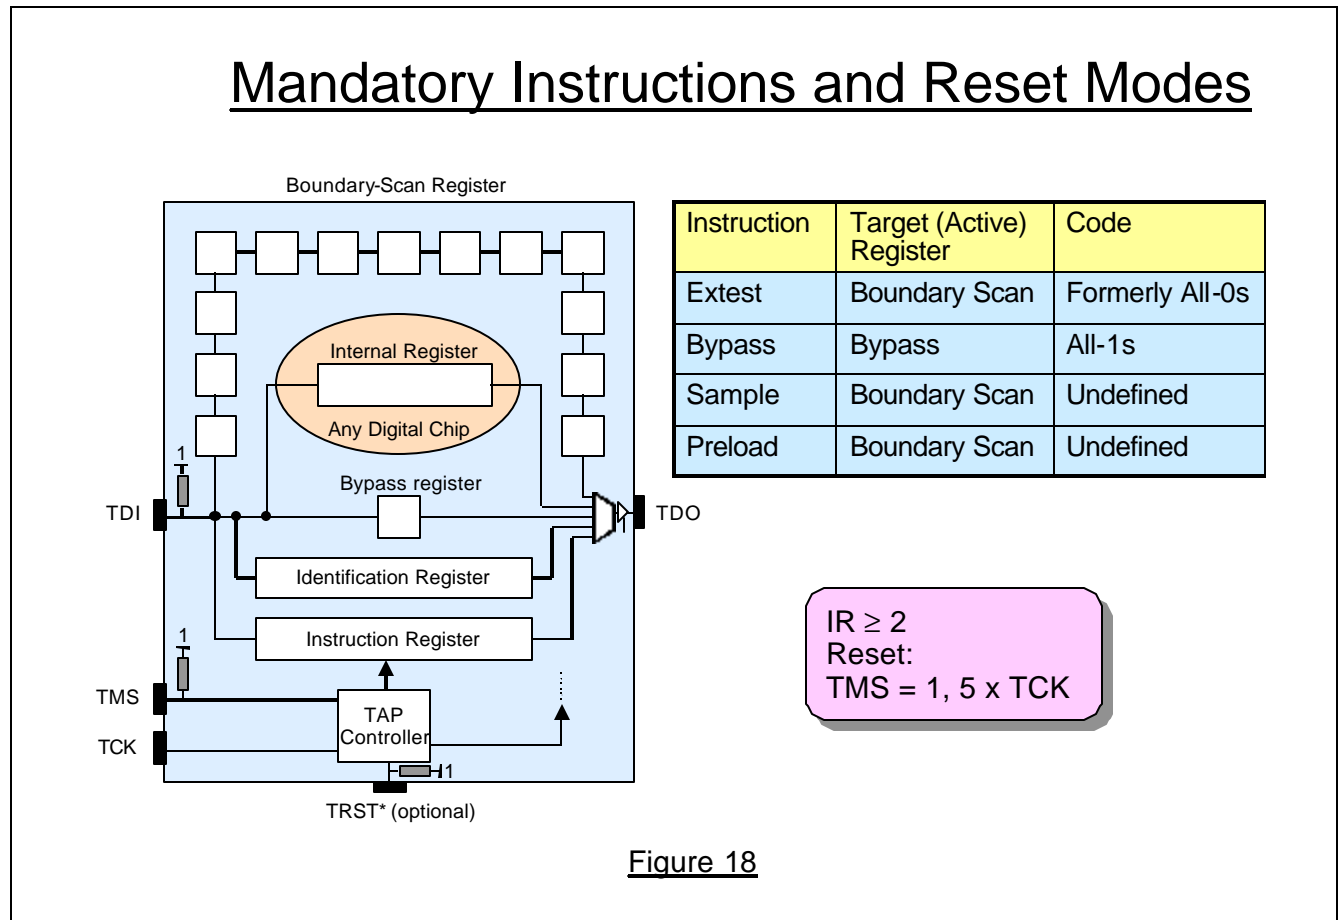 Mandatory Instructions and Reset Modes
Boundary-Scan Register
Internal Register
Any Digital Chip
1
Bypass register
TDI
TDO
Identification Register
1
Instruction Register
TMS
TAP
Controller
TCK
1
TRST* (optional)
Instruction Target (Active) Code
Register
Extest Boundary Scan Formerly All-0s
Bypass Bypass All-1s
Sample Boundary Scan Undefined
Preload Boundary Scan Undefined
IR ≥ 2
Reset:
TMS = 1, 5 x TCK
Figure 18